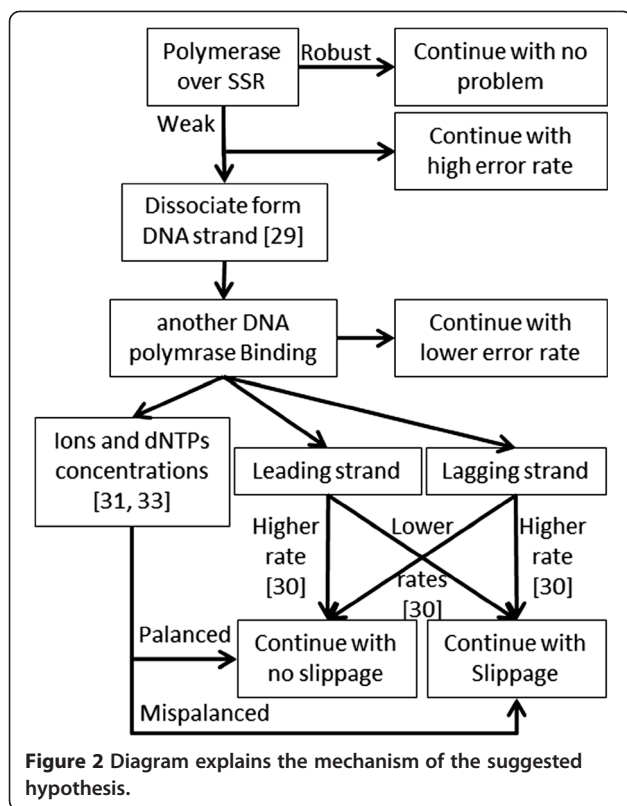 Polymerase
over SSR
Robust
Continue with no
problem
Weak
Continue with
high error rate
Dissociate form
DNA strand [29]
another DNA
polymrase Binding
Continue with
lower error rate
Ions and dNTPs
concentrations
[31, 33]
Leading strand
Lagging strand
Higher
rate
[30]
Lower
rates
[30]
Higher
rate
[30]
Palanced
Continue with
no slippage
Continue with
Slippage
Mispalanced
Figure 2 Diagram explains the mechanism of the suggested
hypothesis.